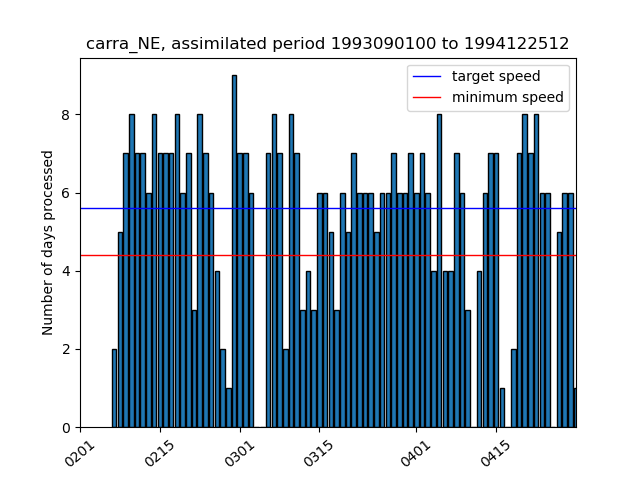 carra_NE, assimilated period 1993090100 to 1994122512
target speed
minimum speed
Number of days processed
8
6
4
2
0
0201
0215
0301
0315
0401
0415